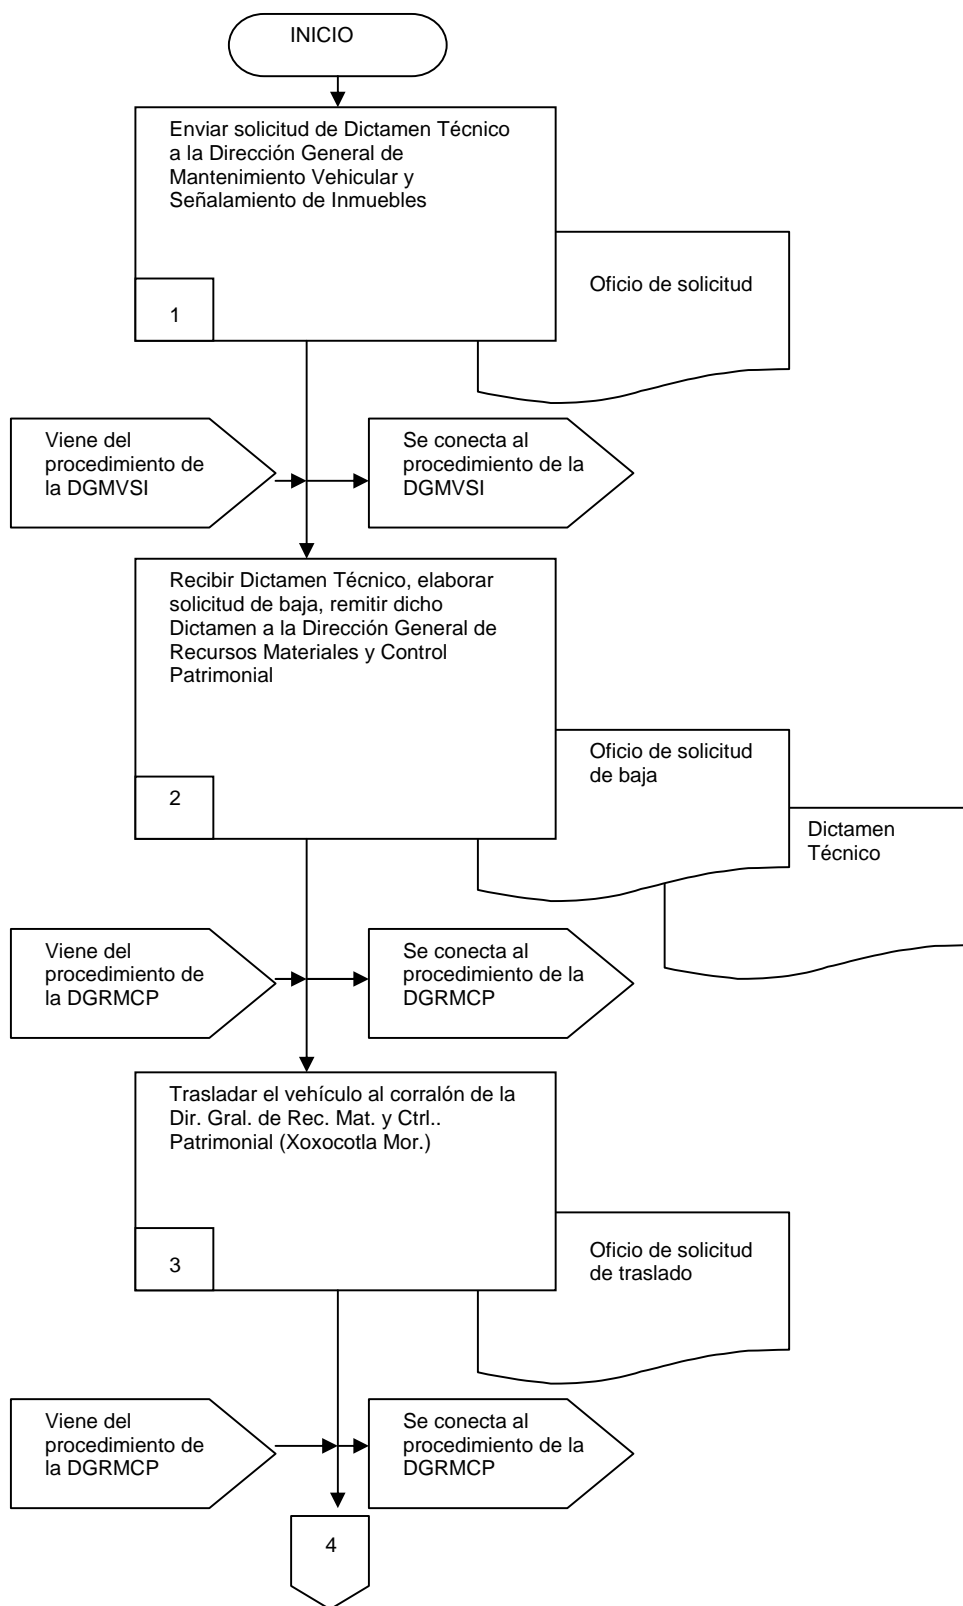 INICIO
Enviar solicitud de Dictamen Técnico
a la Dirección General de
Mantenimiento Vehicular y
Señalamiento de Inmuebles
Oficio de solicitud
1
Viene del
procedimiento de
la DGMVSI
Se conecta al
procedimiento de la
DGMVSI
Recibir Dictamen Técnico, elaborar
solicitud de baja, remitir dicho
Dictamen a la Dirección General de
Recursos Materiales y Control
Patrimonial
Oficio de solicitud
de baja
2
Dictamen
Técnico
Viene del
procedimiento de
la DGRMCP
Se conecta al
procedimiento de la
DGRMCP
Trasladar el vehículo al corralón de la
Dir. Gral. de Rec. Mat. y Ctrl..
Patrimonial (Xoxocotla Mor.)
Oficio de solicitud
de traslado
3
Viene del
procedimiento de
la DGRMCP
Se conecta al
procedimiento de la
DGRMCP
4